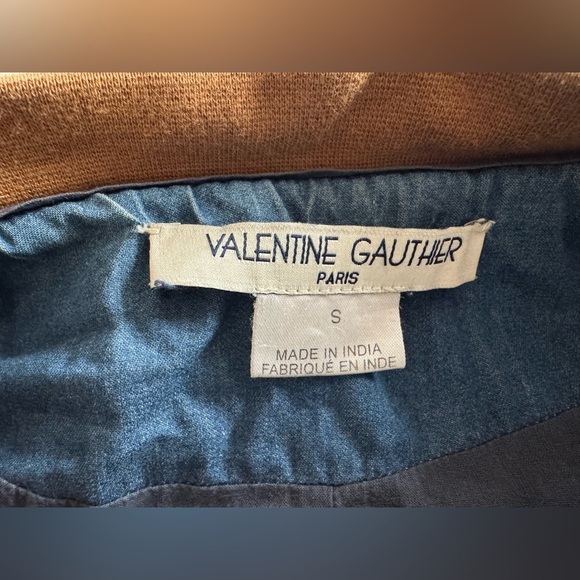 VALENTINE GAUTHIER
PARIS
S
MADE IN INDIA
FABRIQUÉ EN INDE